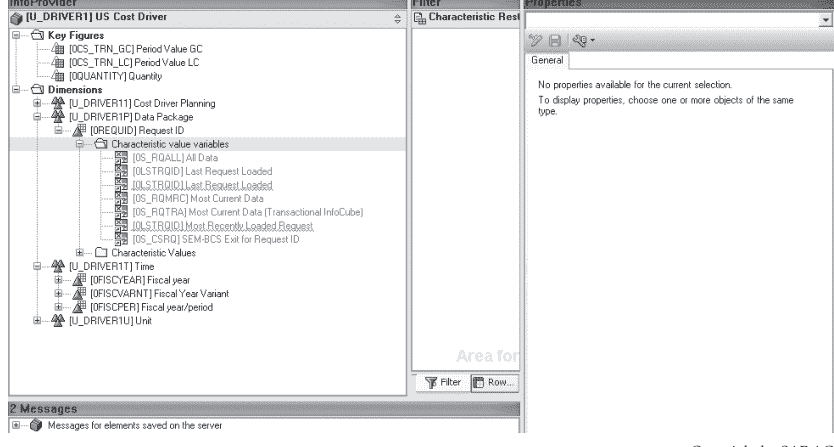 InfoProvider
[U_DRIVER1] US Cost Driver
Key Figures
[0CS_TRN_GC] Period Value GC
[0CS_TRN_LC] Period Value LC
[0QUANTITY] Quantity
Dimensions
[U_DRIVER11] Cost Driver Planning
[U_DRIVER1P] Data Package
[0REQUID] Request ID
Characteristic value variables
[0S_RQALL] All Data
[0LSTRQID] Last Request Loaded
[0LSTRQID] Last Request Loaded
[0S_RQMRC] Most Current Data
[0S_RQTRA] Most Current Data (Transactional InfoCube)
[0LSTRQID] Most Recently Loaded Request
[0S_CSRQ] SEM-BCS Exit for Request ID
Characteristic Values
[U_DRIVER1T] Time
[0FISCYEAR] Fiscal year
[0FISCVARNT] Fiscal Year Variant
[0FISCPER] Fiscal year/period
[U_DRIVER1U] Unit
Filter
Characteristic Rest
Area for
Filter
Row...
Properties
General
No properties available for the current selection.
To display properties, choose one or more objects of the same
type.
2 Messages
Messages for elements saved on the server